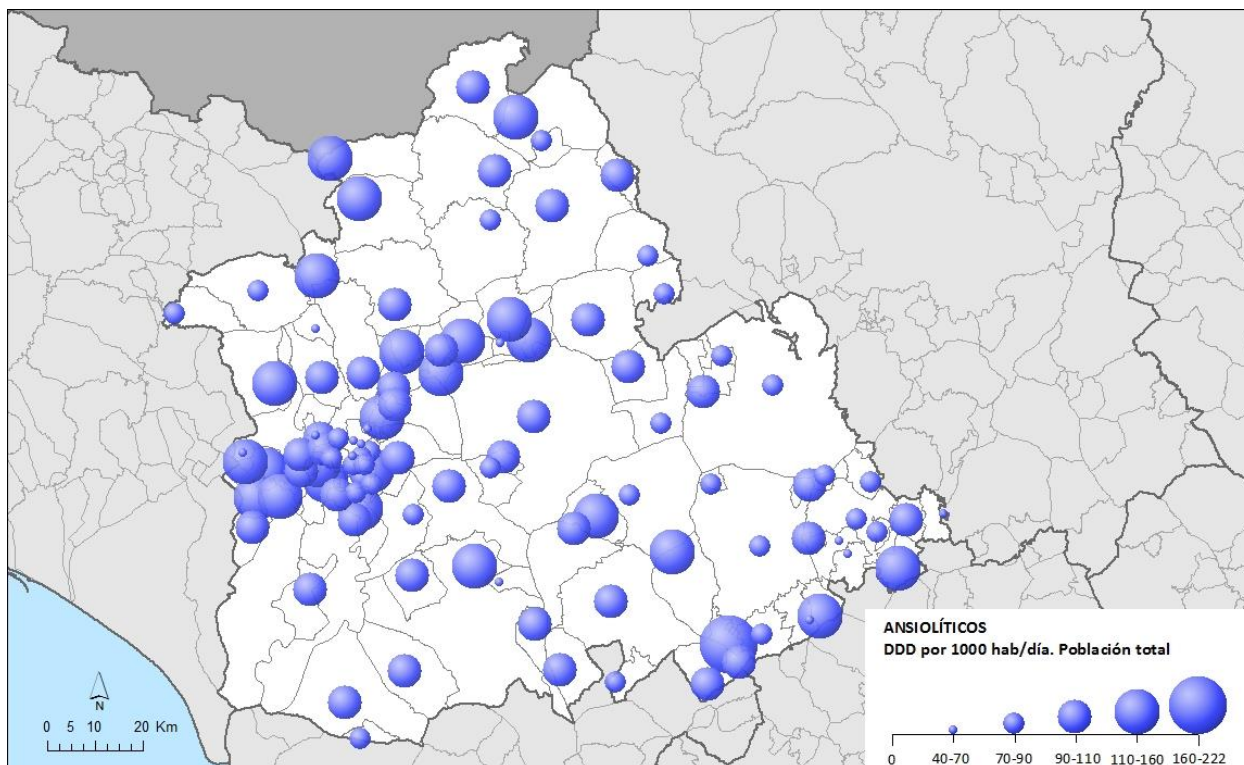 N
0 5 10 20 Km
ANSIOLÍTICOS
DDD por 1000 hab/día. Población total
0 40-70 70-90 90-110 110-160 160-222